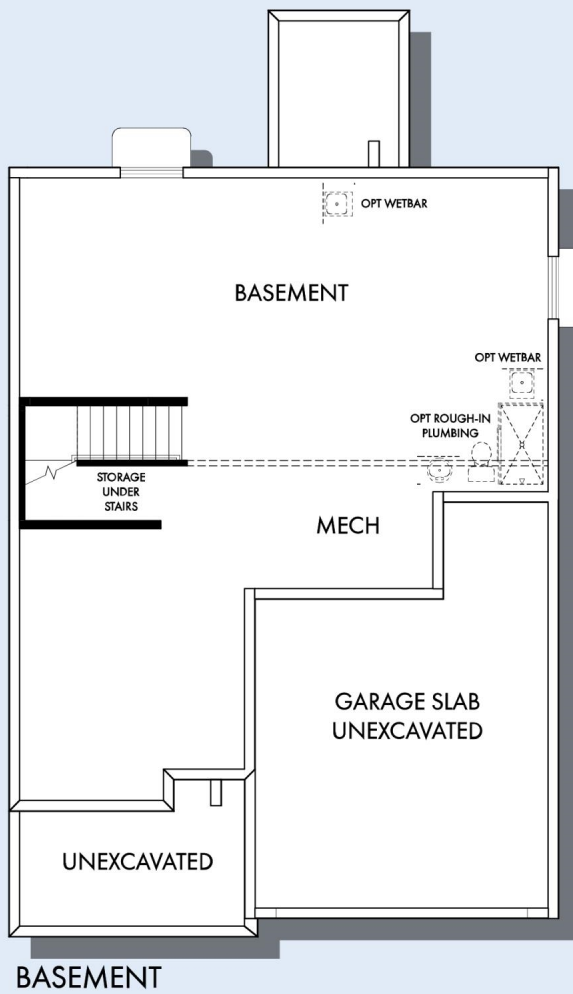 OPT WETBAR
BASEMENT
OPT WETBAR
OPT ROUGH-IN
PLUMBING
STORAGE
UNDER
STAIRS
MECH
GARAGE SLAB
UNEXCAVATED
UNEXCAVATED
BASEMENT